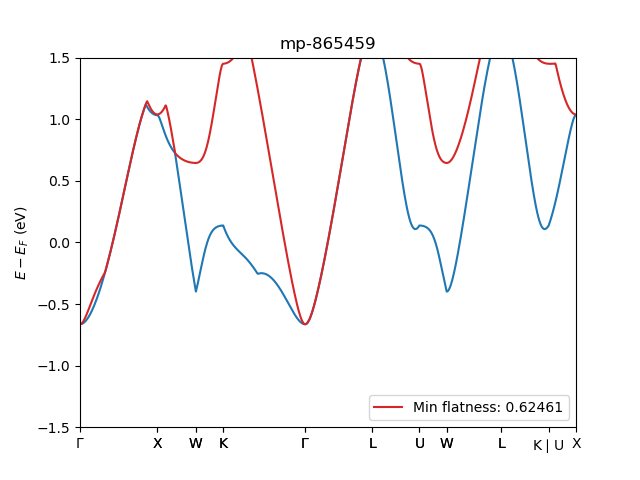 mp-865459
E − E_F (eV)
1.5
1.0
0.5
0.0
−0.5
−1.0
−1.5
Min flatness: 0.62461
Γ X W K Γ L U W L K | U X